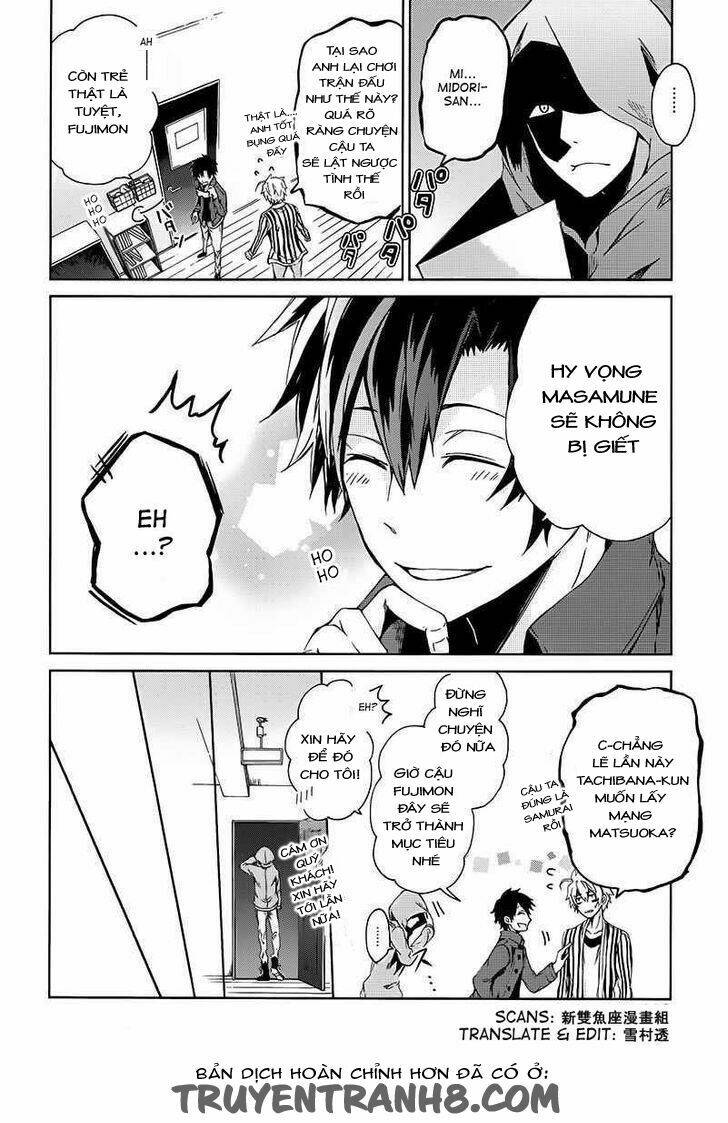 MI...
MIDORI-
SAN...
.......
パタ
パタ
TẠI SAO
ANH LẠI CHƠI
TRẬN ĐẤU
NHƯ THẾ NÀY?
QUÁ RÕ
RÀNG CHUYỆN
CẬU TA
SẼ LẬT NGƯỢC
TÌNH THẾ
RỒI
THẬT LÀ...
ANH TỐT
BỤNG QUÁ
ĐẤY
AH
CÒN TRẺ
THẬT LÀ
TUYỆT,
FUJIMON
HO
HO
HO
HY VỌNG
MASAMUNE
SẼ KHÔNG
BỊ GIẾT
HO
HO
EH
...?
C-CHẲNG
LẼ LẦN NÀY
TACHIBANA-KUN
MUỐN LẤY
MẠNG
MATSUOKA?
CẬU TA
ĐÚNG LÀ
SAMURAI
RỒI
ĐỪNG
NGHĨ
CHUYỆN
ĐÓ NỮA
GIỜ CẬU
FUJIMON
ĐÂY SẼ
TRỞ THÀNH
MỤC TIÊU
NHÉ
EH?
......
XIN HÃY
ĐỂ ĐÓ
CHO TÔI!
CÁM ƠN
QUÝ
KHÁCH!
XIN HÃY
TỚI LẦN
NỮA!
SCANS: 新雙魚座漫畫組
TRANSLATE & EDIT: 雪村透
BẢN DỊCH HOÀN CHỈNH HƠN ĐÃ CÓ Ở:
TRUYENTRANH8.COM